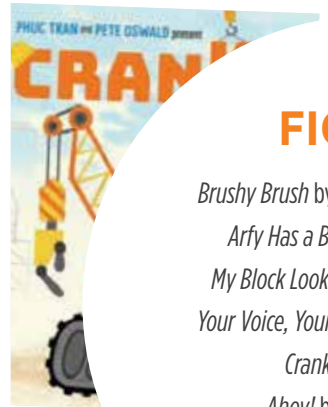 PHUC TRAN and PETE OSWALD present
CRAN
FIC
Brushy Brush by
Arfy Has a B
My Block Look
Your Voice, Your
Crank
Ahoy! b